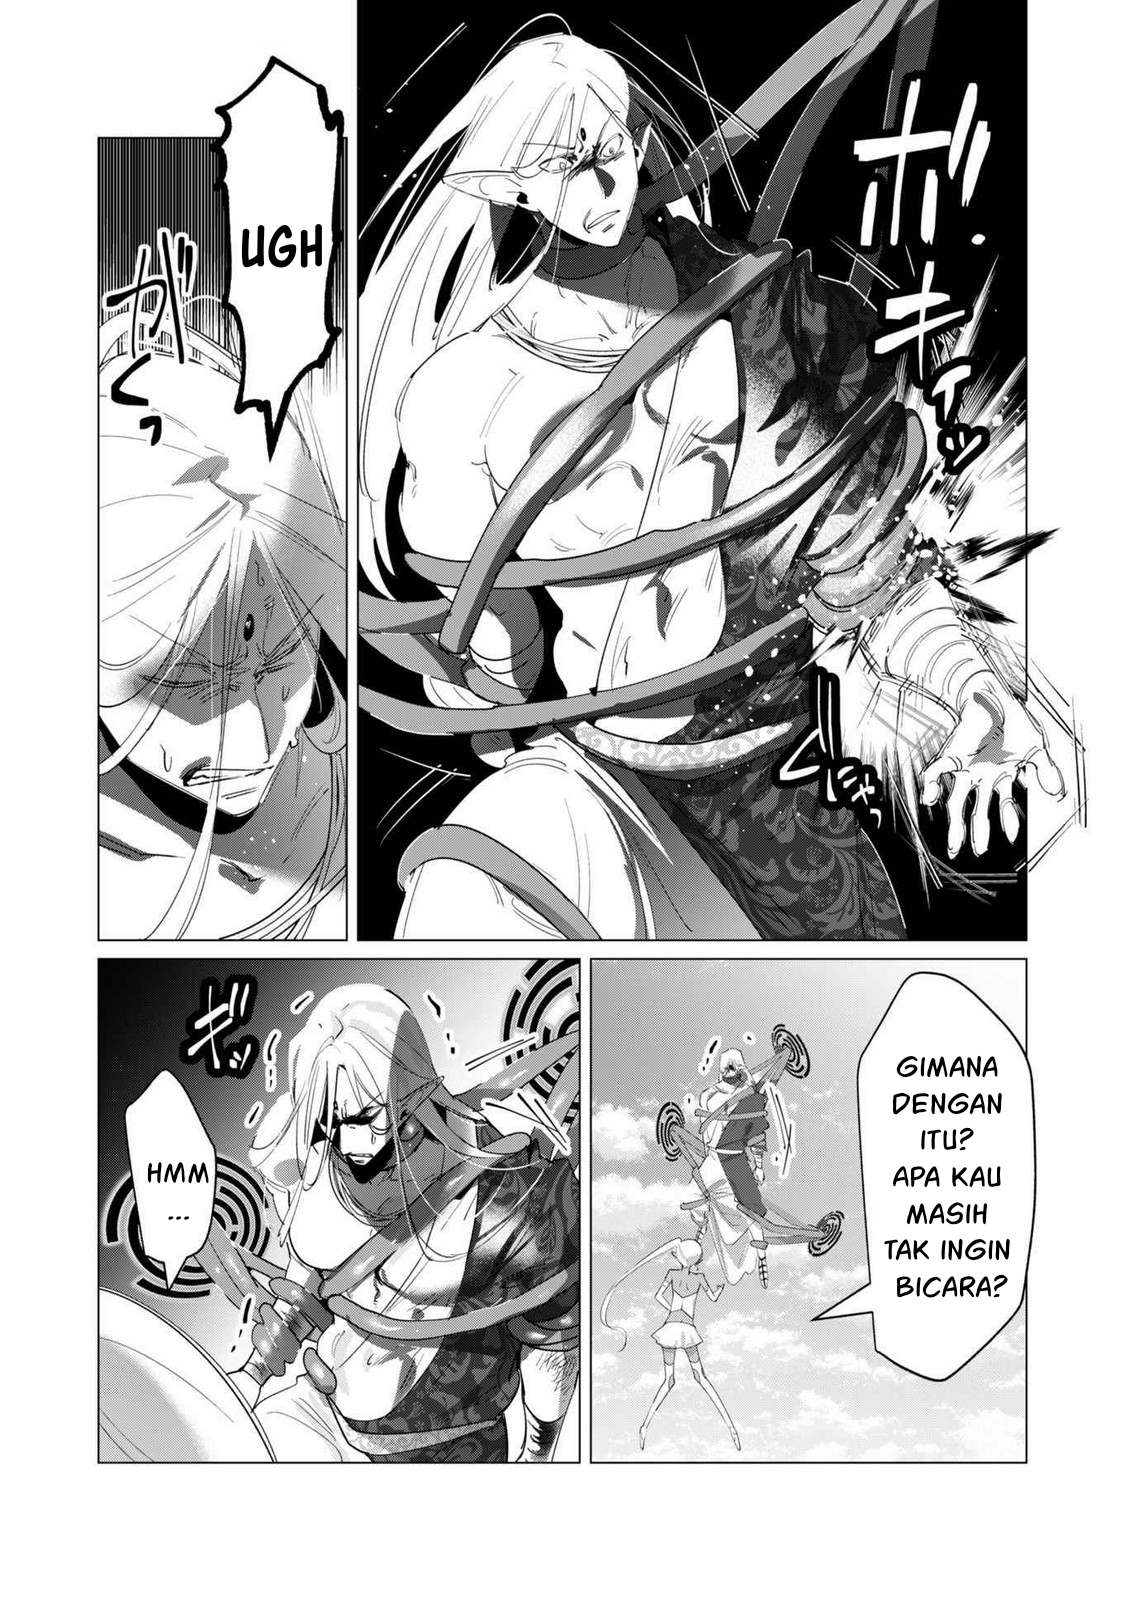 ボキィッ
ぐにゃっ
がくっ
UGH
GIMANA
DENGAN
ITU?
APA KAU
MASIH
TAK INGIN
BICARA?
ギッ
HMM
...